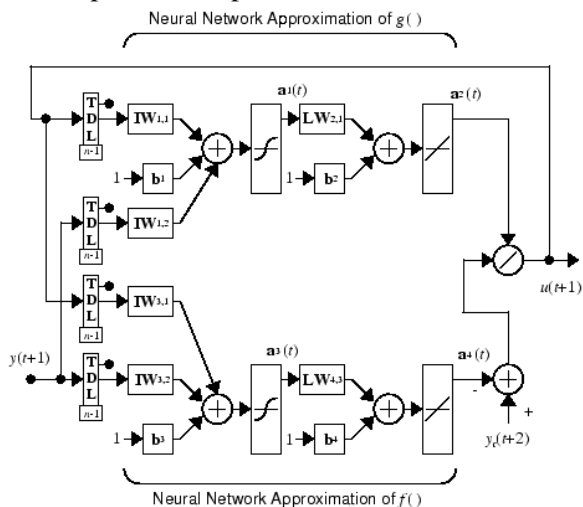 Neural Network Approximation of g ( )
a1(t)
a2(t)
T
D
L
n-1
IW1,1
LW2,1
1
b1
1
b2
T
D
L
n-1
IW1,2
u(t+1)
T
D
L
n-1
IW3,1
y(t+1)
a3(t)
a4(t)
T
D
L
n-1
IW3,2
LW4,3
-
+
1
b3
1
b4
yr(t+2)
Neural Network Approximation of f ( )